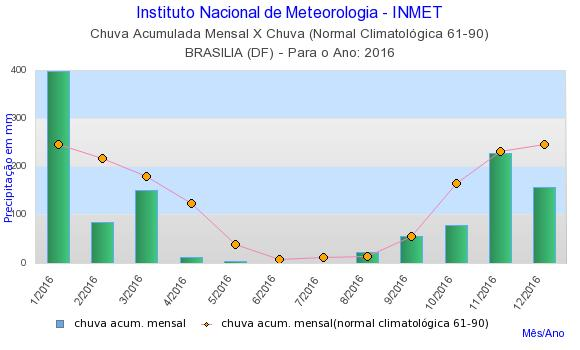 Instituto Nacional de Meteorologia - INMET
Chuva Acumulada Mensal X Chuva (Normal Climatológica 61-90)
BRASILIA (DF) - Para o Ano: 2016
Precipitação em mm
400
300
200
100
0
1/2016
2/2016
3/2016
4/2016
5/2016
6/2016
7/2016
8/2016
9/2016
10/2016
11/2016
12/2016
chuva acum. mensal
chuva acum. mensal(normal climatológica 61-90)
Mês/Ano